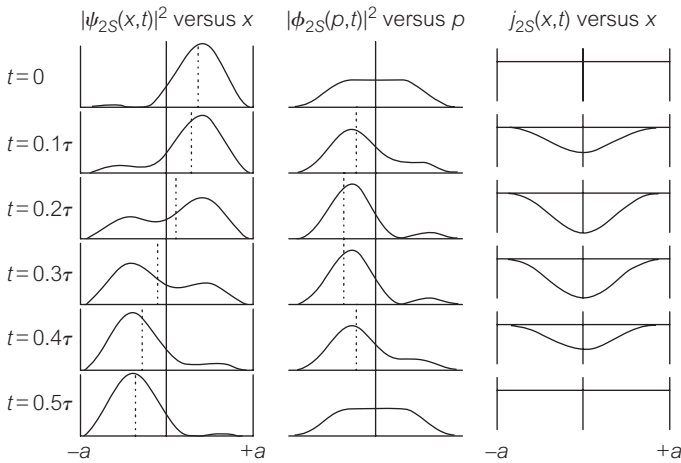 |ψ₂S(x,t)|² versus x |ϕ₂S(p,t)|² versus p j₂S(x,t) versus x
t=0
t=0.1τ
t=0.2τ
t=0.3τ
t=0.4τ
t=0.5τ
–a +a –a +a